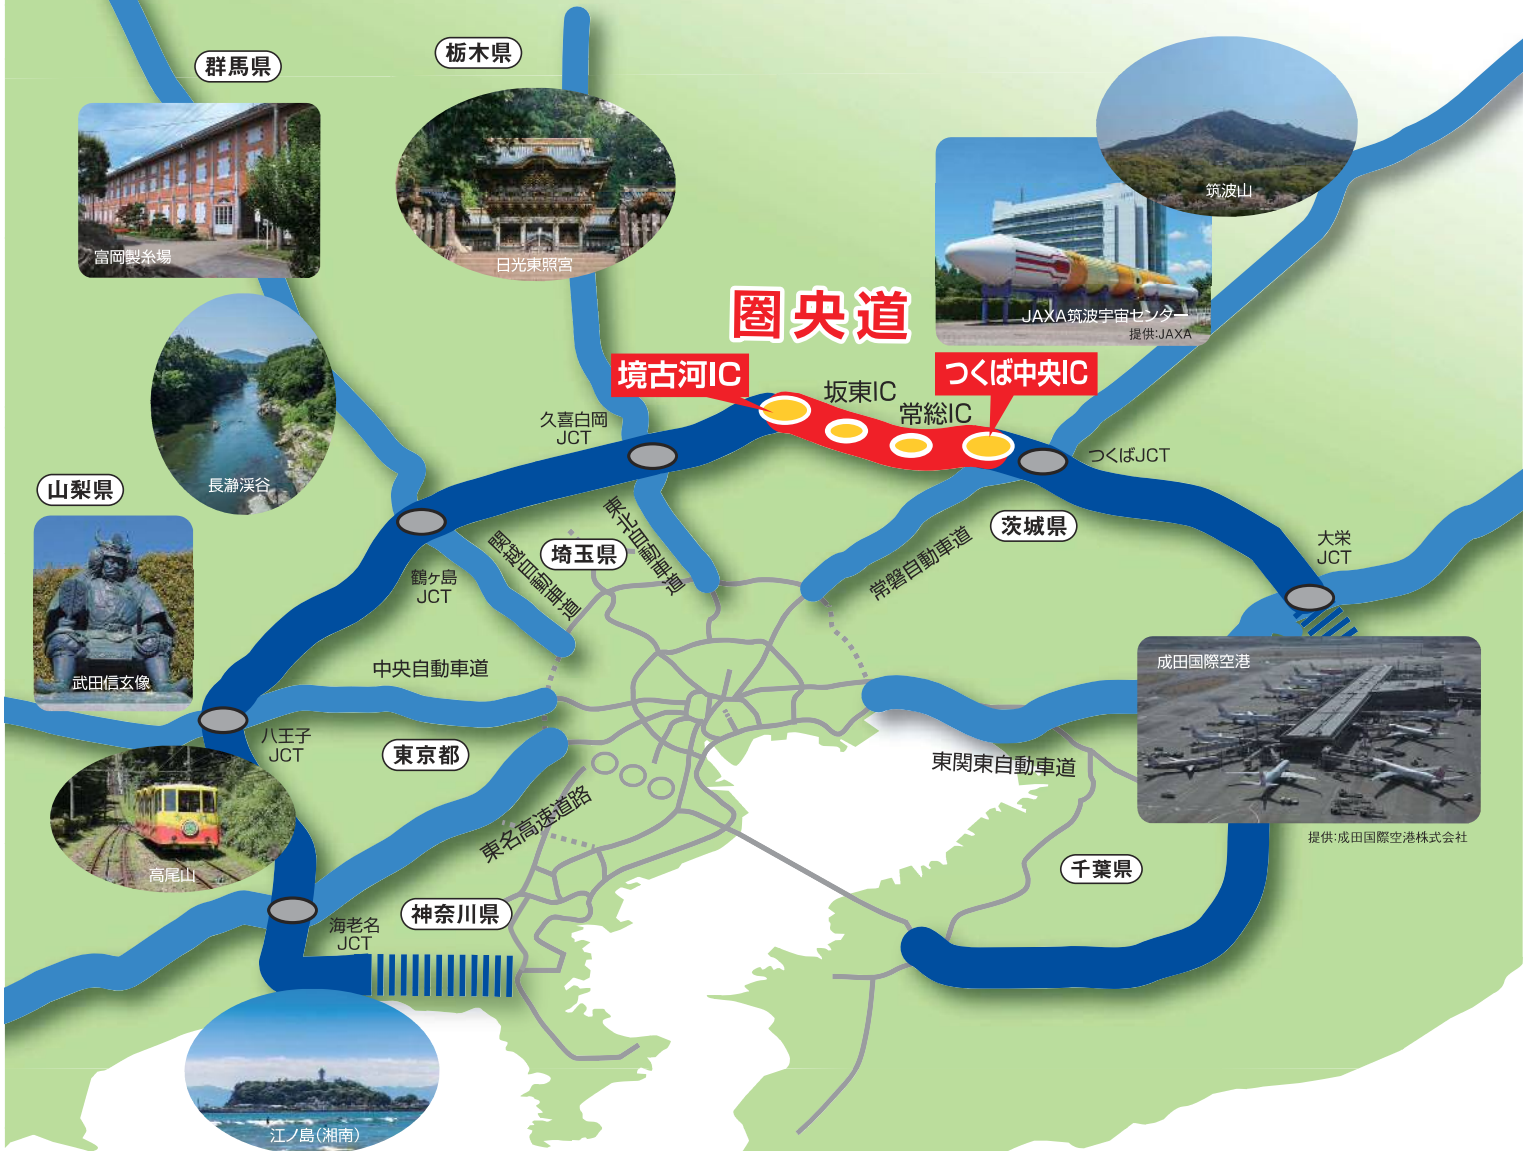 群馬県
栃木県
富岡製糸場
日光東照宮
筑波山
JAXA筑波宇宙センター
提供:JAXA
圏央道
境古河IC
坂東IC
常総IC
つくば中央IC
久喜白岡
JCT
つくばJCT
長瀞渓谷
山梨県
武田信玄像
鶴ヶ島
JCT
関越自動車道
埼玉県
東北自動車道
常磐自動車道
茨城県
大栄
JCT
中央自動車道
八王子
JCT
東京都
高尾山
東名高速道路
東関東自動車道
成田国際空港
提供:成田国際空港株式会社
千葉県
海老名
JCT
神奈川県
江ノ島(湘南)